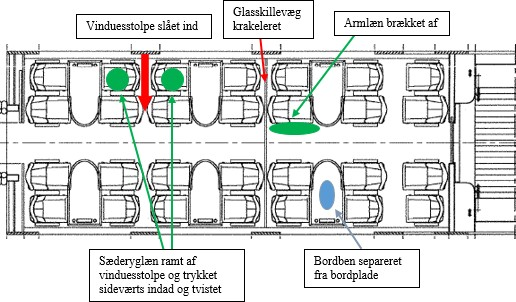 Vinduesstolpe slået ind
Glasskillevæg
krakeleret
Armlæn brækket af
Sæderyglæn ramt af
vinduesstolpe og trykket
sideværts indad og tvistet
Bordben separeret
fra bordplade